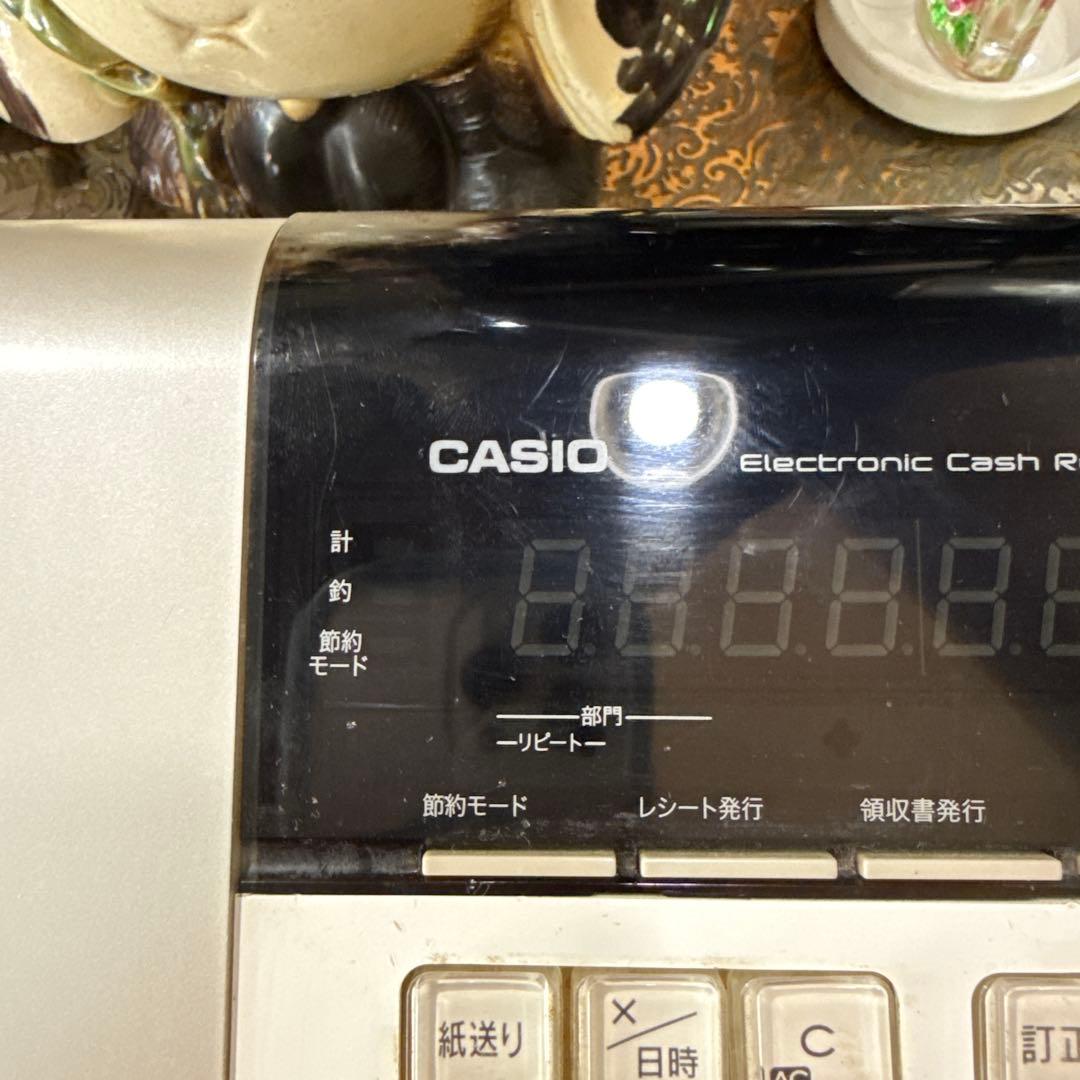 CASIO Electronic Cash R
計
釣
節約
モード
部門
リピート
節約モード レシート発行 領収書発行
紙送り ×/日時 C 訂正
AC